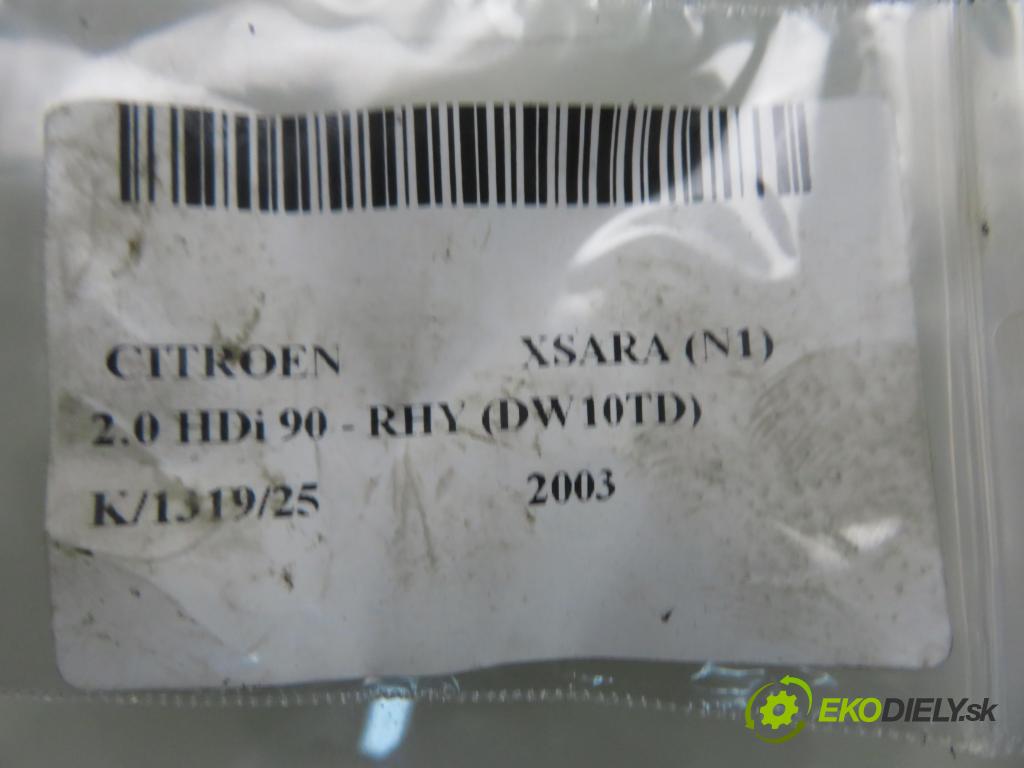 CITROEN XSARA (N1)
2.0 HDi 90 - RHY (DW10TD)
K/1319/25 2003
EKODIELY.sk